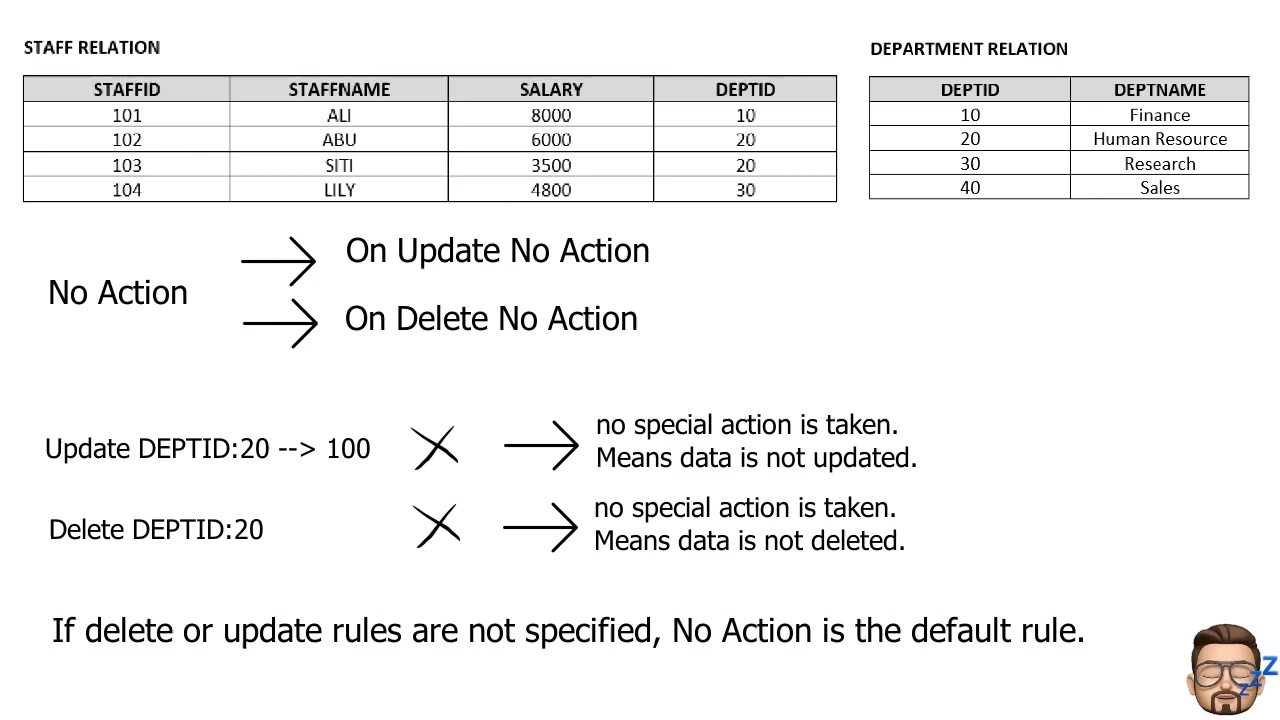 STAFF RELATION
STAFFID STAFFNAME SALARY DEPTID
101 ALI 8000 10
102 ABU 6000 20
103 SITI 3500 20
104 LILY 4800 30
DEPARTMENT RELATION
DEPTID DEPTNAME
10 Finance
20 Human Resource
30 Research
40 Sales
No Action
On Update No Action
On Delete No Action
Update DEPTID:20 --> 100
no special action is taken.
Means data is not updated.
Delete DEPTID:20
no special action is taken.
Means data is not deleted.
If delete or update rules are not specified, No Action is the default rule.
z z Z